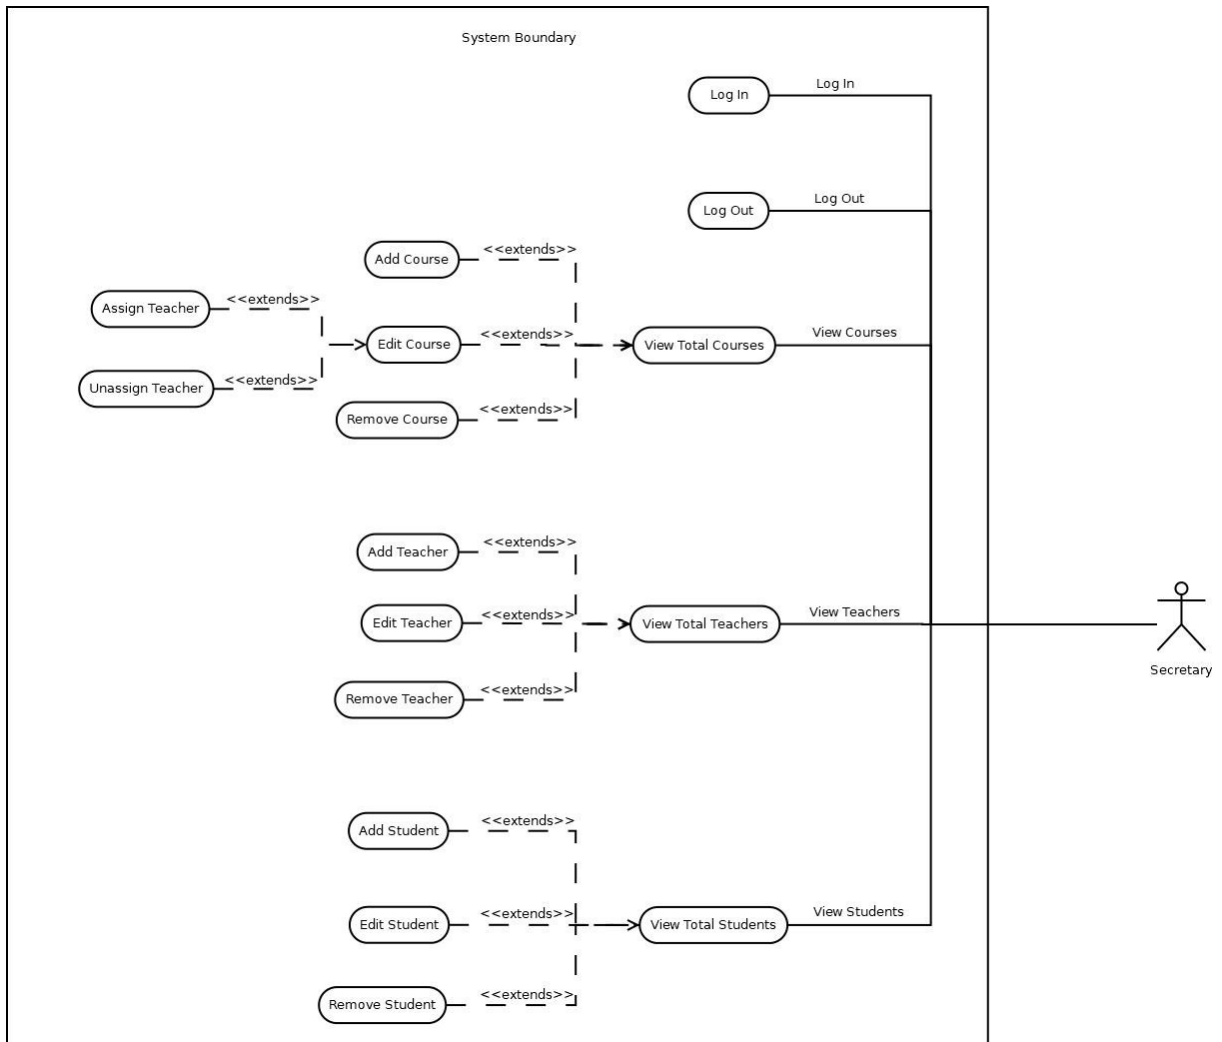 System Boundary
Log In
Log In
Log Out
Log Out
Add Course
<<extends>>
Assign Teacher
<<extends>>
Edit Course
<<extends>>
View Total Courses
View Courses
Unassign Teacher
<<extends>>
Remove Course
<<extends>>
Add Teacher
<<extends>>
Edit Teacher
<<extends>>
View Total Teachers
View Teachers
Secretary
Remove Teacher
<<extends>>
Add Student
<<extends>>
Edit Student
<<extends>>
View Total Students
View Students
Remove Student
<<extends>>